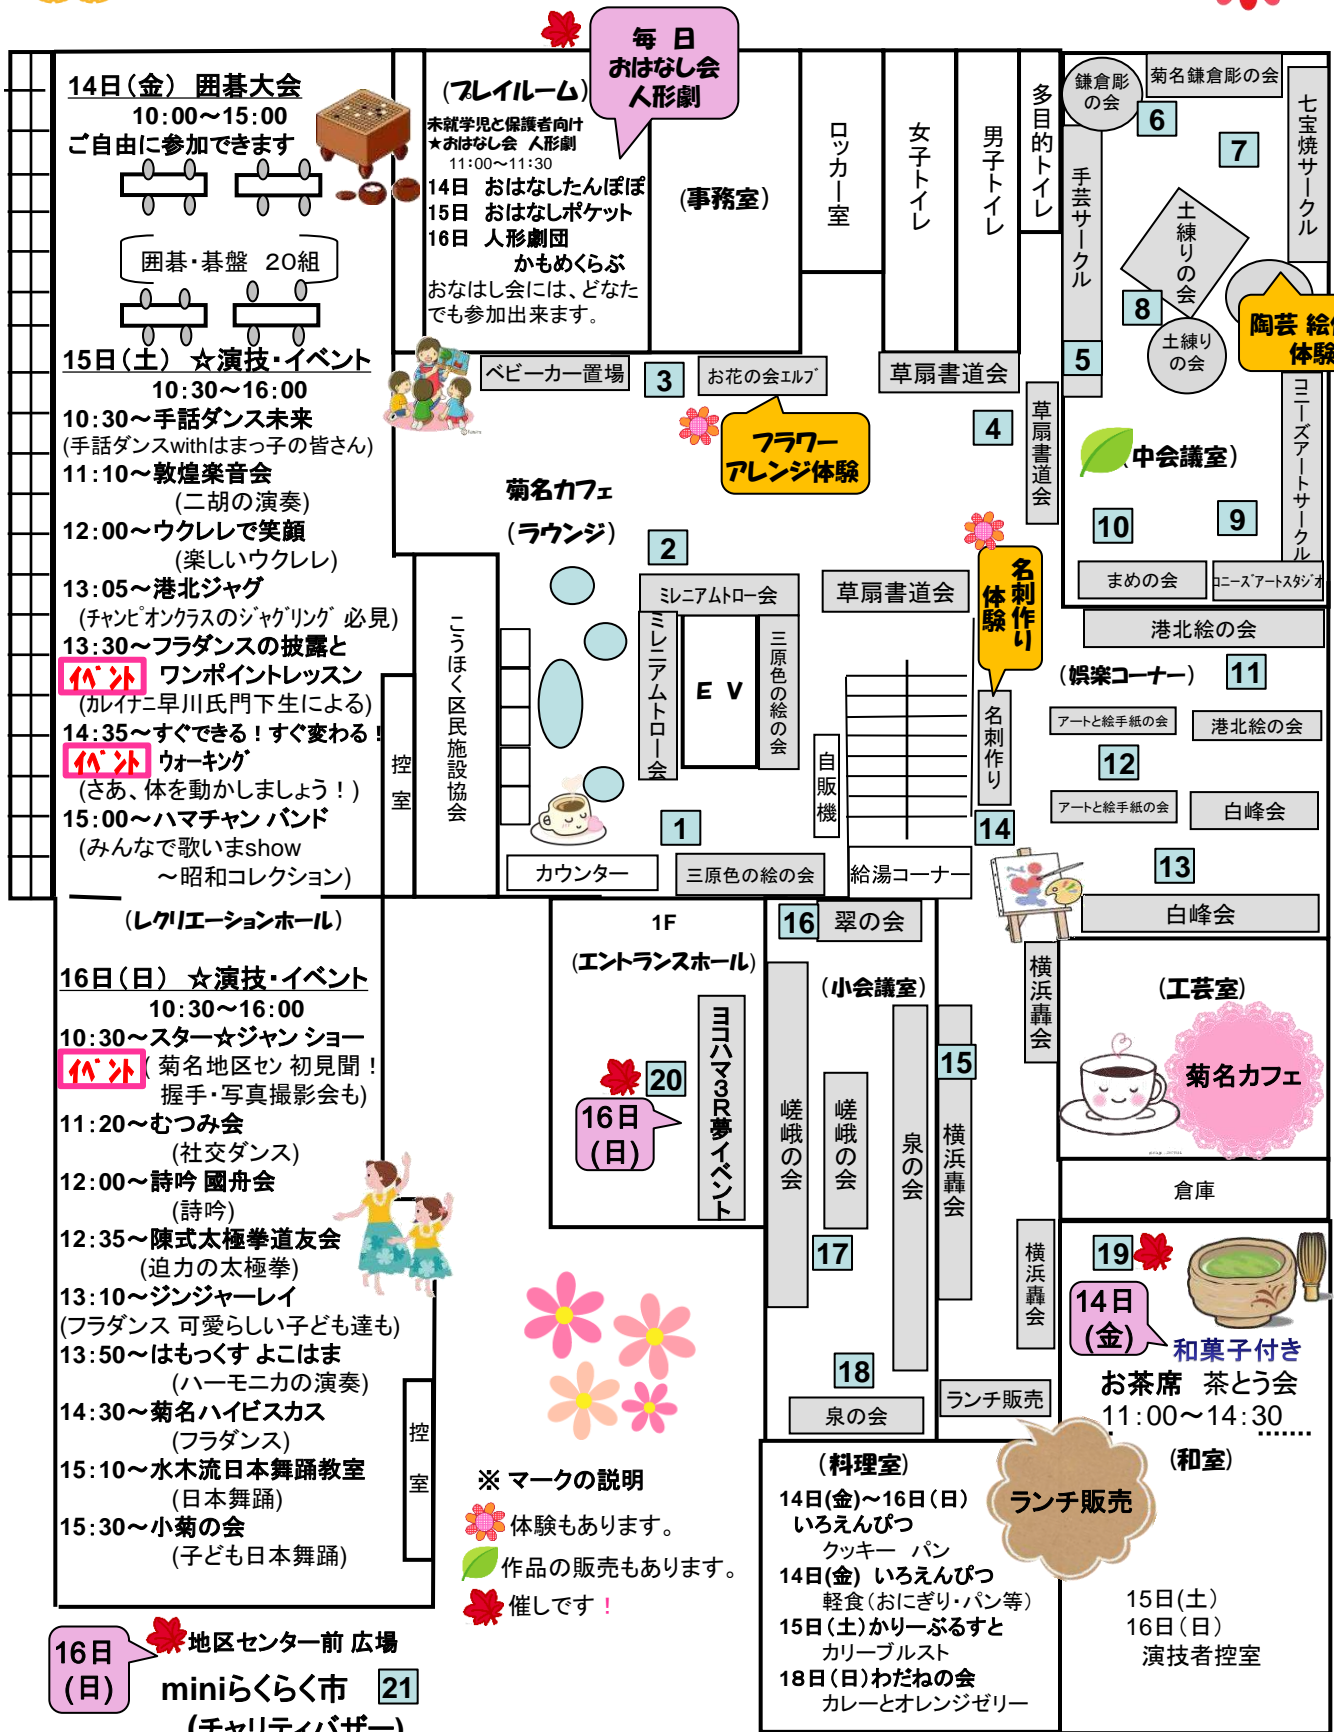 14日(金) 囲碁大会
10:00～15:00
ご自由に参加できます
囲碁・碁盤 20組
15日(土) ☆演技・イベント
10:30～16:00
10:30～手話ダンス未来
(手話ダンスwithはまっ子の皆さん)
11:10～敦煌楽音会
(二胡の演奏)
12:00～ウクレレで笑顔
(楽しいウクレレ)
13:05～港北ジャグ
(チャンピオンクラスのジャグリング 必見)
13:30～フラダンスの披露と
イベント ワンポイントレッスン
(カレイナニ早川氏門下生による)
14:35～すぐできる！すぐ変わる！
イベント ウォーキング
(さあ、体を動かしましょう！)
15:00～ハマチャン バンド
(みんなで歌いまshow
～昭和コレクション)
(レクリエーションホール)
16日(日) ☆演技・イベント
10:30～16:00
10:30～スター☆ジャン ショー
イベント ( 菊名地区セン 初見聞！
握手・写真撮影会も)
11:20～むつみ会
(社交ダンス)
12:00～詩吟 國舟会
(詩吟)
12:35～陳式太極拳道友会
(迫力の太極拳)
13:10～ジンジャーレイ
(フラダンス 可愛らしい子ども達も)
13:50～はもっくす よこはま
(ハーモニカの演奏)
14:30～菊名ハイビスカス
(フラダンス)
15:10～水木流日本舞踊教室
(日本舞踊)
15:30～小菊の会
(子ども日本舞踊)
控室
控室
16日
(日)
地区センター前 広場
miniらくらく市 21
(チャリティバザー)
毎 日
おはなし会
人形劇
(プレイルーム)
未就学児と保護者向け
★おはなし会 人形劇
11:00～11:30
14日 おはなしたんぽぽ
15日 おはなしポケット
16日 人形劇団
かもめくらぶ
おなはし会には、どなた
でも参加出来ます。
(事務室)
ロッカー室
女子トイレ
男子トイレ
多目的トイレ
ベビーカー置場
3
お花の会エルブ
フラワー
アレンジ体験
草扇書道会
4
草扇書道会
菊名カフェ
(ラウンジ)
2
ミレニアムトロー会
ミレニアムトロー会
E V
三原色の絵の会
草扇書道会
名刺作り
体験
名刺作り
14
自販機
こうほく区民施設協会
1
カウンター
三原色の絵の会
給湯コーナー
鎌倉彫
の会
菊名鎌倉彫の会
6
七宝焼サークル
7
手芸サークル
5
土練りの会
8
土練り
の会
陶芸 絵
体験
コニーズアートサークル
(中会議室)
10
9
まめの会
コニーズアートスタジオ
港北絵の会
(娯楽コーナー)
11
アートと絵手紙の会
港北絵の会
12
アートと絵手紙の会
白峰会
13
白峰会
1F
(エントランスホール)
20
16日
(日)
ヨコハマ3R夢イベント
16
翠の会
(小会議室)
嵯峨の会
嵯峨の会
17
泉の会
18
泉の会
横浜轟会
15
横浜轟会
横浜轟会
ランチ販売
(工芸室)
菊名カフェ
倉庫
19
14日
(金)
和菓子付き
お茶席 茶とう会
11:00～14:30
(和室)
15日(土)
16日(日)
演技者控室
ランチ販売
(料理室)
14日(金)～16日(日)
いろえんぴつ
クッキー パン
14日(金) いろえんぴつ
軽食(おにぎり・パン等)
15日(土)かりーぶるすと
カリーブルスト
18日(日)わだねの会
カレーとオレンジゼリー
※ マークの説明
体験もあります。
作品の販売もあります。
催しです！